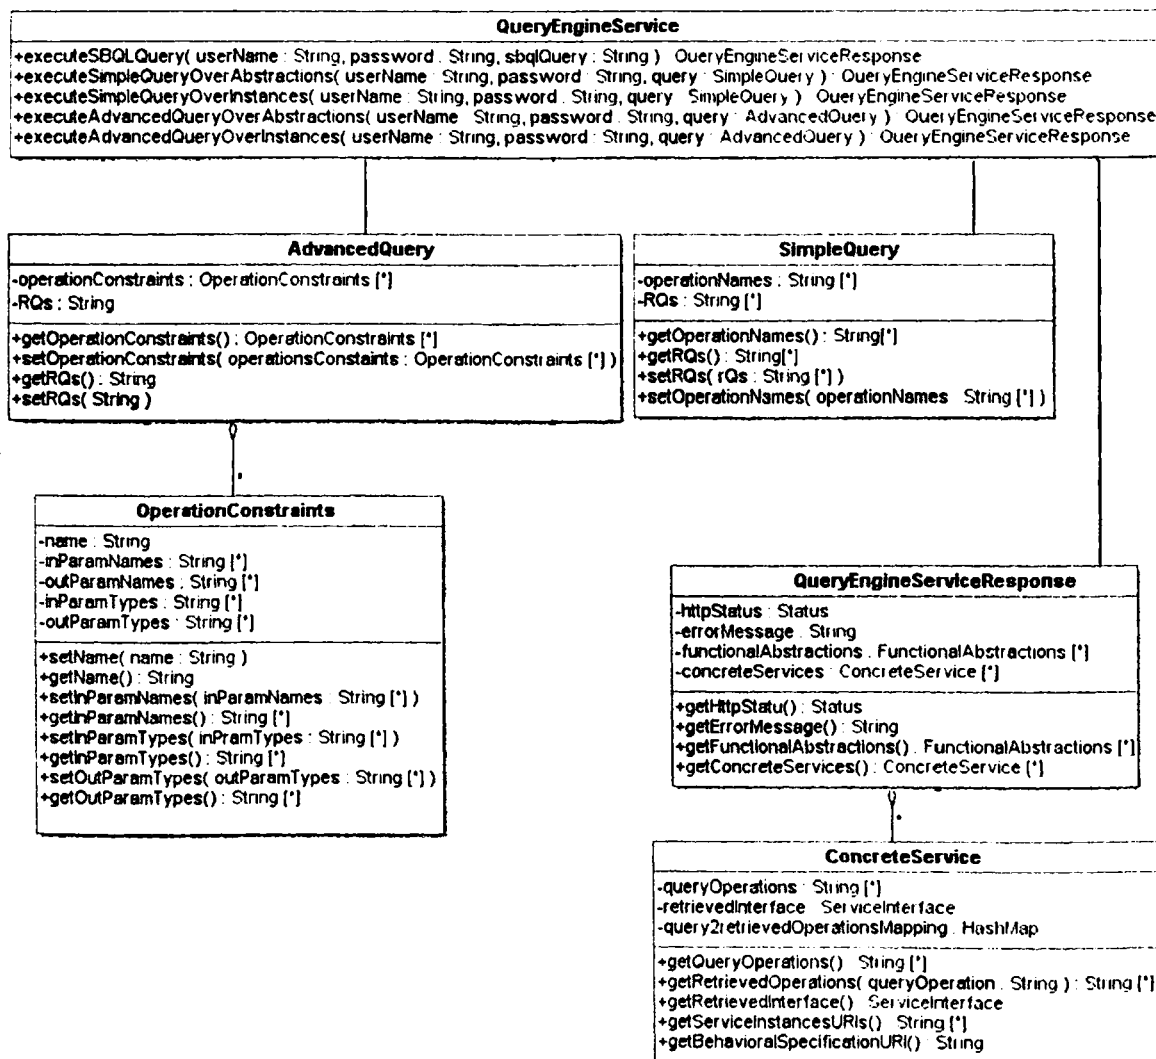 QueryEngineService
+executeSBQLQuery( userName : String, password : String, sbqlQuery : String ) : QueryEngineServiceResponse
+executeSimpleQueryOverAbstractions( userName : String, password : String, query : SimpleQuery ) : QueryEngineServiceResponse
+executeSimpleQueryOverInstances( userName : String, password : String, query : SimpleQuery ) : QueryEngineServiceResponse
+executeAdvancedQueryOverAbstractions( userName : String, password : String, query : AdvancedQuery ) : QueryEngineServiceResponse
+executeAdvancedQueryOverInstances( userName : String, password : String, query : AdvancedQuery ) : QueryEngineServiceResponse
AdvancedQuery
-operationConstraints : OperationConstraints [*]
-RQs : String
+getOperationConstraints() : OperationConstraints [*]
+setOperationConstraints( operationsConstaints : OperationConstraints [*] )
+getRQs() : String
+setRQs( String )
SimpleQuery
-operationNames : String [*]
-RQs : String [*]
+getOperationNames() : String[*]
+getRQs() : String[*]
+setRQs( rQs : String [*] )
+setOperationNames( operationNames : String [*] )
*
OperationConstraints
-name : String
-inParamNames : String [*]
-outParamNames : String [*]
-inParamTypes : String [*]
-outParamTypes : String [*]
+setName( name : String )
+getName() : String
+setInParamNames( inParamNames : String [*] )
+getInParamNames() : String [*]
+setInParamTypes( inPramTypes : String [*] )
+getInParamTypes() : String [*]
+setOutParamTypes( outParamTypes : String [*] )
+getOutParamTypes() : String [*]
QueryEngineServiceResponse
-httpStatus : Status
-errorMessage : String
-functionalAbstractions : FunctionalAbstractions [*]
-concreteServices : ConcreteService [*]
+getHttpStatu() : Status
+getErrorMessage() : String
+getFunctionalAbstractions() : FunctionalAbstractions [*]
+getConcreteServices() : ConcreteService [*]
*
ConcreteService
-queryOperations : String [*]
-retrievedInterface : ServiceInterface
-query2retrievedOperationsMapping : HashMap
+getQueryOperations() : String [*]
+getRetrievedOperations( queryOperation : String ) : String [*]
+getRetrievedInterface() : ServiceInterface
+getServiceInstancesURIs() : String [*]
+getBehavioralSpecificationURI() : String